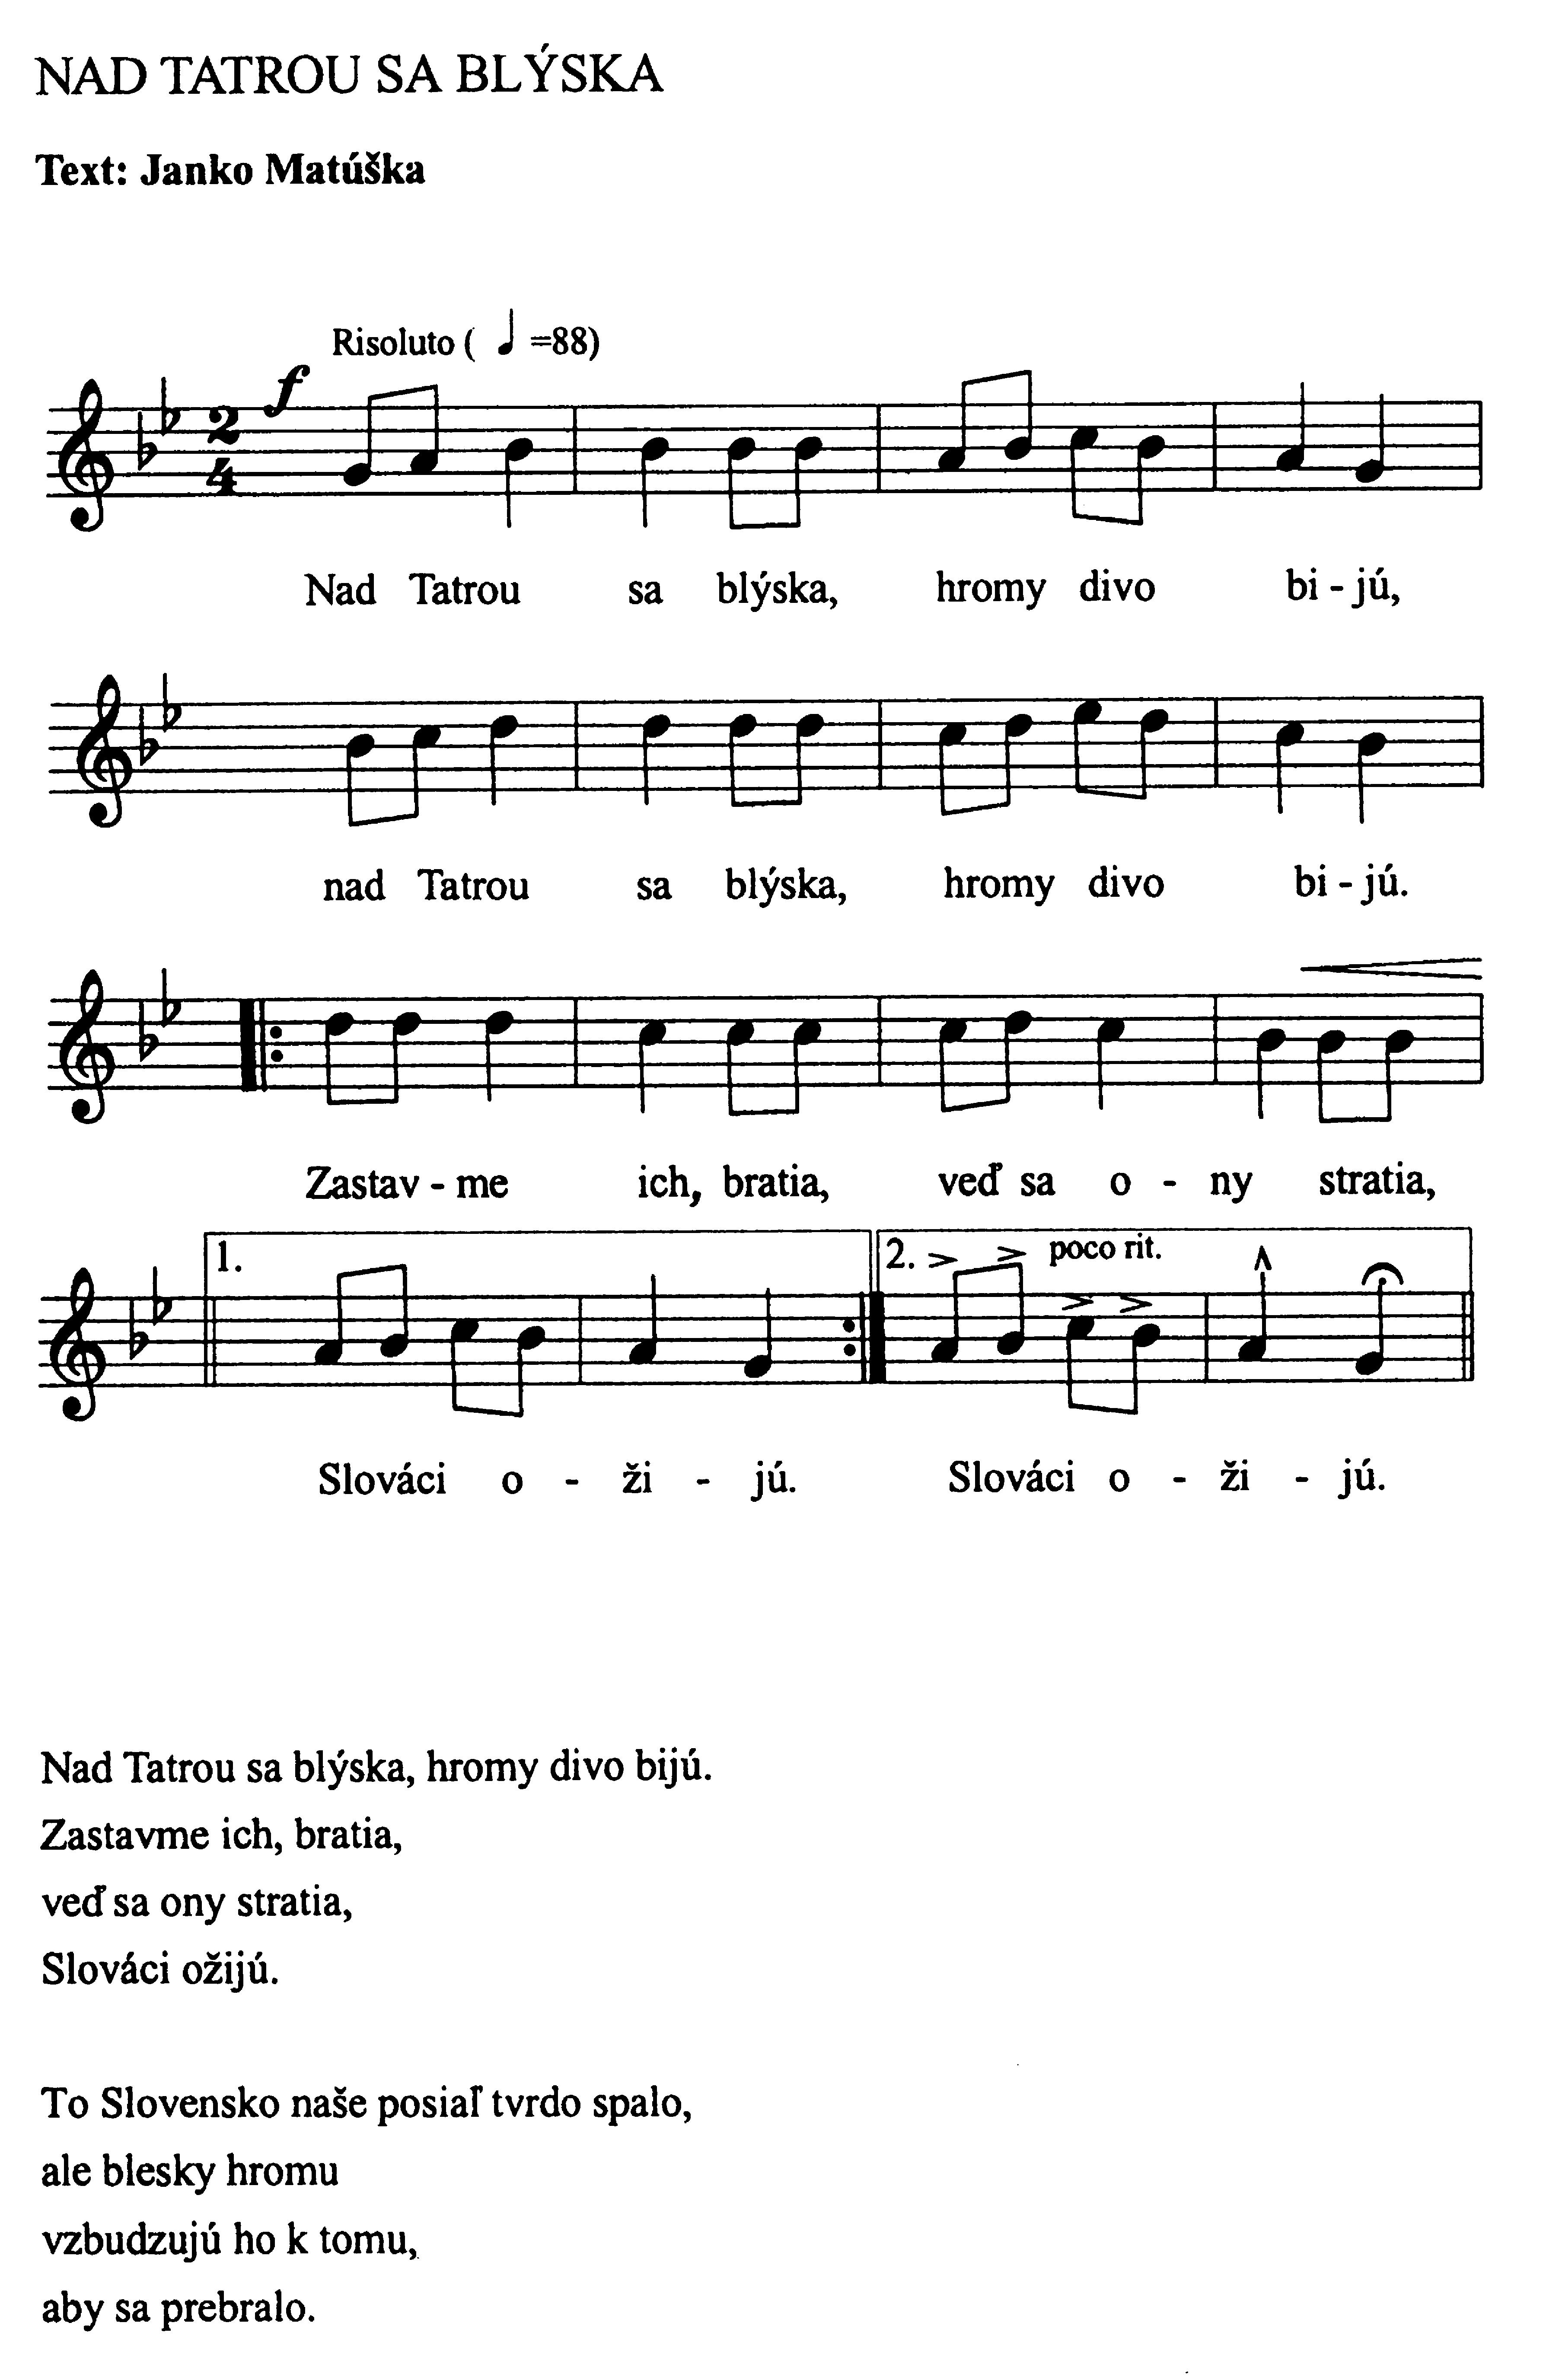 NAD TATROU SA BLÝSKA
Text: Janko Matúška
Risoluto ( ♩ =88)
f
2
4
Nad Tatrou sa blýska, hromy divo bi - jú,
nad Tatrou sa blýska, hromy divo bi - jú.
Zastav - me ich, bratia, veď sa o - ny stratia,
1. 2. poco rit.
Slováci o - ži - jú. Slováci o - ži - jú.
Nad Tatrou sa blýska, hromy divo bijú.
Zastavme ich, bratia,
veď sa ony stratia,
Slováci ožijú.
To Slovensko naše posiaľ tvrdo spalo,
ale blesky hromu
vzbudzujú ho k tomu,
aby sa prebralo.